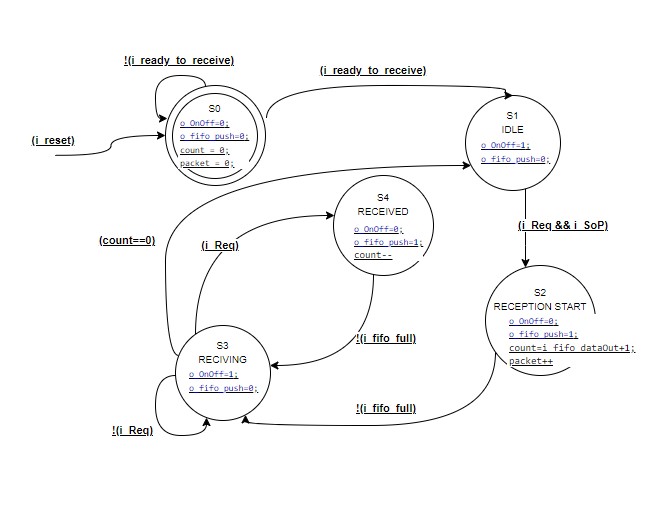 !(i_ready_to_receive)
(i_ready_to_receive)
(i_reset)
S0
o_OnOff=0;
o_fifo_push=0;
count = 0;
packet = 0;
S1
IDLE
o_OnOff=1;
o_fifo_push=0;
S4
RECEIVED
o_OnOff=0;
o_fifo_push=1;
count--
(count==0)
(i_Req)
(i_Req && i_SoP)
S2
RECEPTION START
o_OnOff=0;
o_fifo_push=1;
count=i_fifo_dataOut+1;
packet++
!(i_fifo_full)
S3
RECIVING
o_OnOff=1;
o_fifo_push=0;
!(i_fifo_full)
!(i_Req)